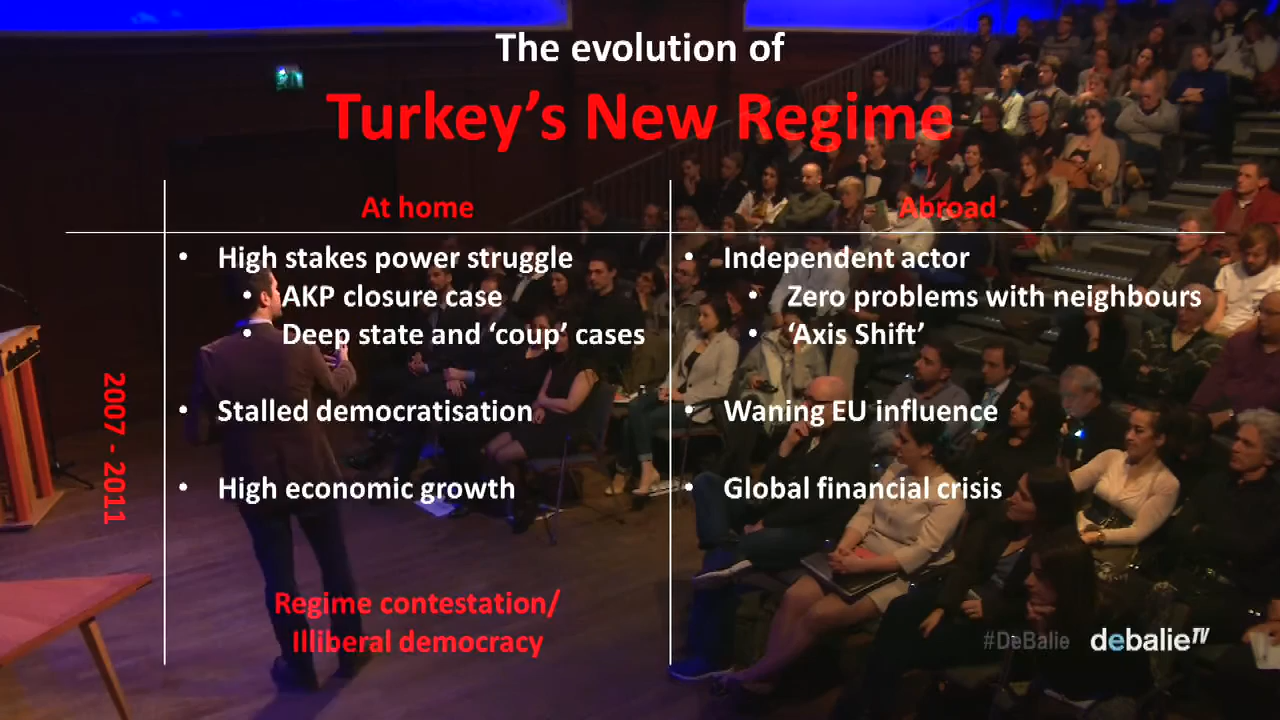 The evolution of
Turkey's New Regime
At home
Abroad
2007 - 2011
• High stakes power struggle
• AKP closure case
• Deep state and ‘coup’ cases
• Stalled democratisation
• High economic growth
Regime contestation/
Illiberal democracy
• Independent actor
• Zero problems with neighbours
• ‘Axis Shift’
• Waning EU influence
• Global financial crisis
#DeBalie debalieTV